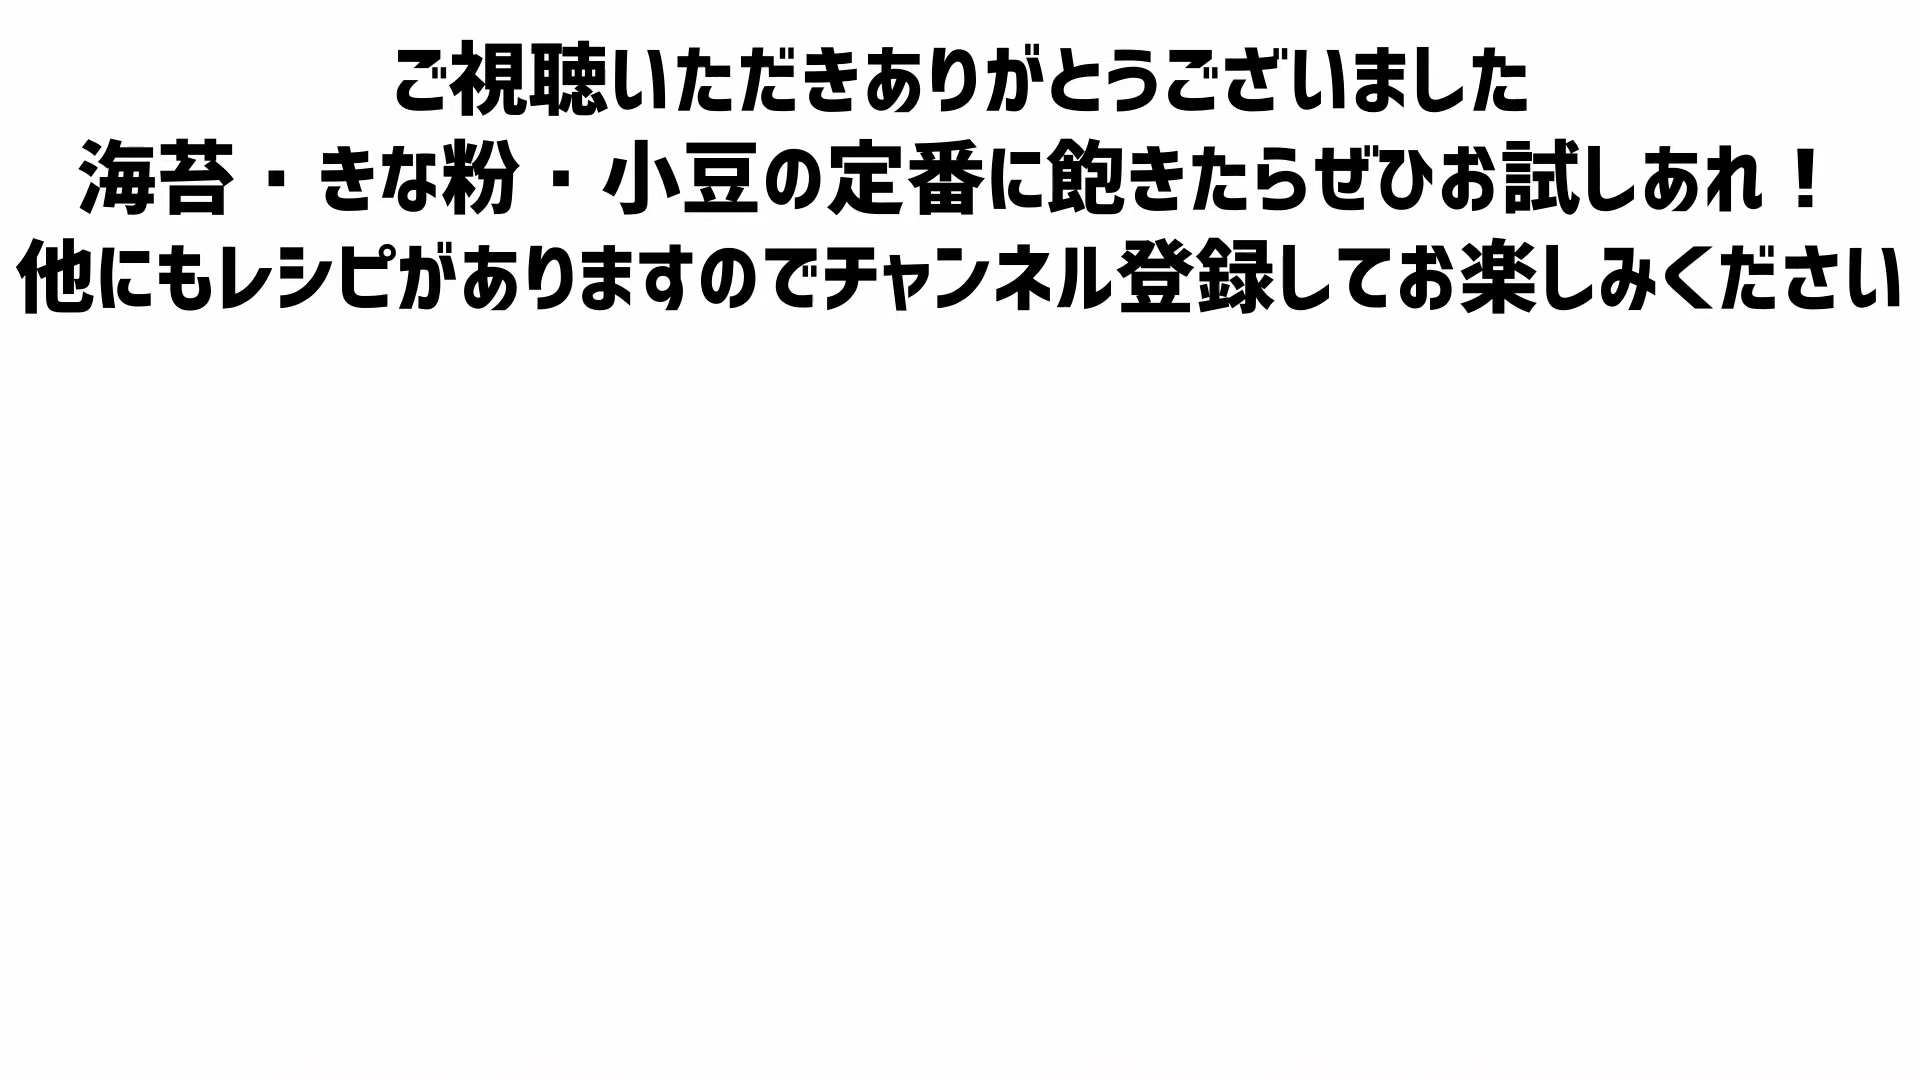 ご視聴いただきありがとうございました
海苔・きな粉・小豆の定番に飽きたらぜひお試しあれ！
他にもレシピがありますのでチャンネル登録してお楽しみください